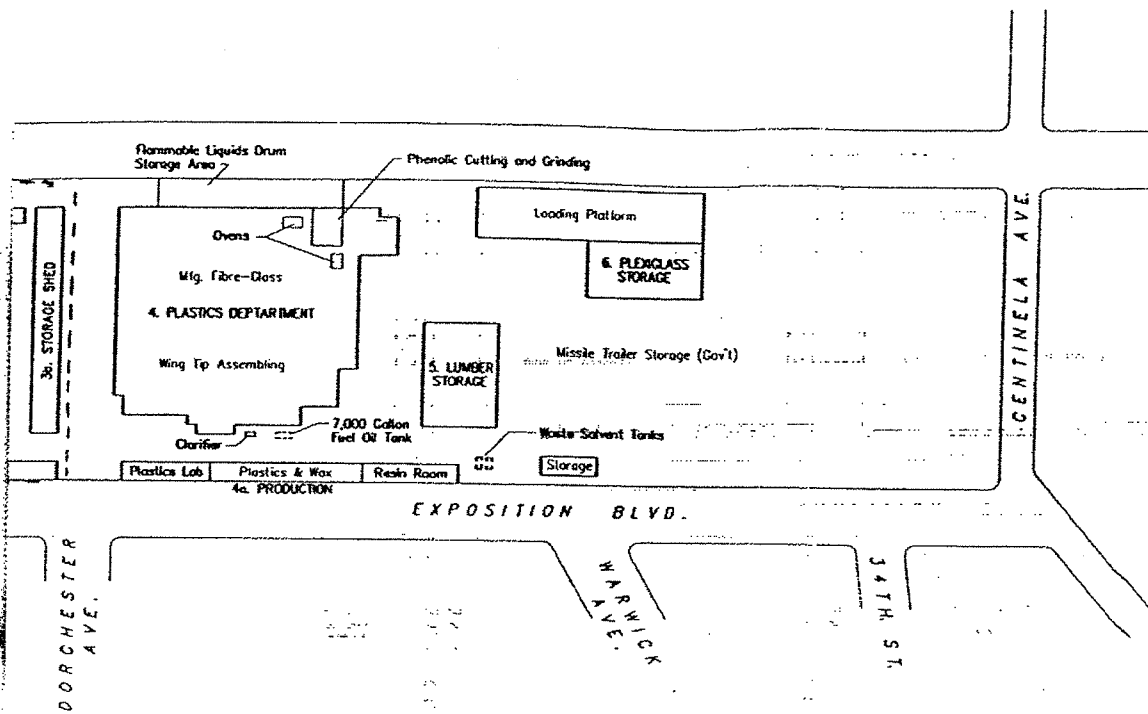 Flammable Liquids Drum
Storage Area
Phenolic Cutting and Grinding
Loading Platform
Ovens
6. PLEXIGLASS
STORAGE
Mfg. Fibre-Glass
3b. STORAGE SHED
4. PLASTICS DEPTARTMENT
CENTINELA AVE.
Missile Trailer Storage (Gov't)
Wing Tip Assembling
5. LUMBER
STORAGE
7,000 Gallon
Fuel Oil Tank
Clarifier
Waste Solvent Tanks
Plastics Lab
Plastics & Wax
Resin Room
Storage
4a. PRODUCTION
EXPOSITION BLVD.
DORCHESTER
AVE.
WARWICK
AVE.
34TH. ST.